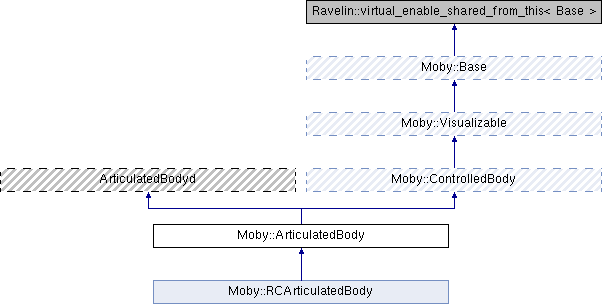 Ravelin::virtual_enable_shared_from_this< Base >
Moby::Base
Moby::Visualizable
ArticulatedBodyd
Moby::ControlledBody
Moby::ArticulatedBody
Moby::RCArticulatedBody